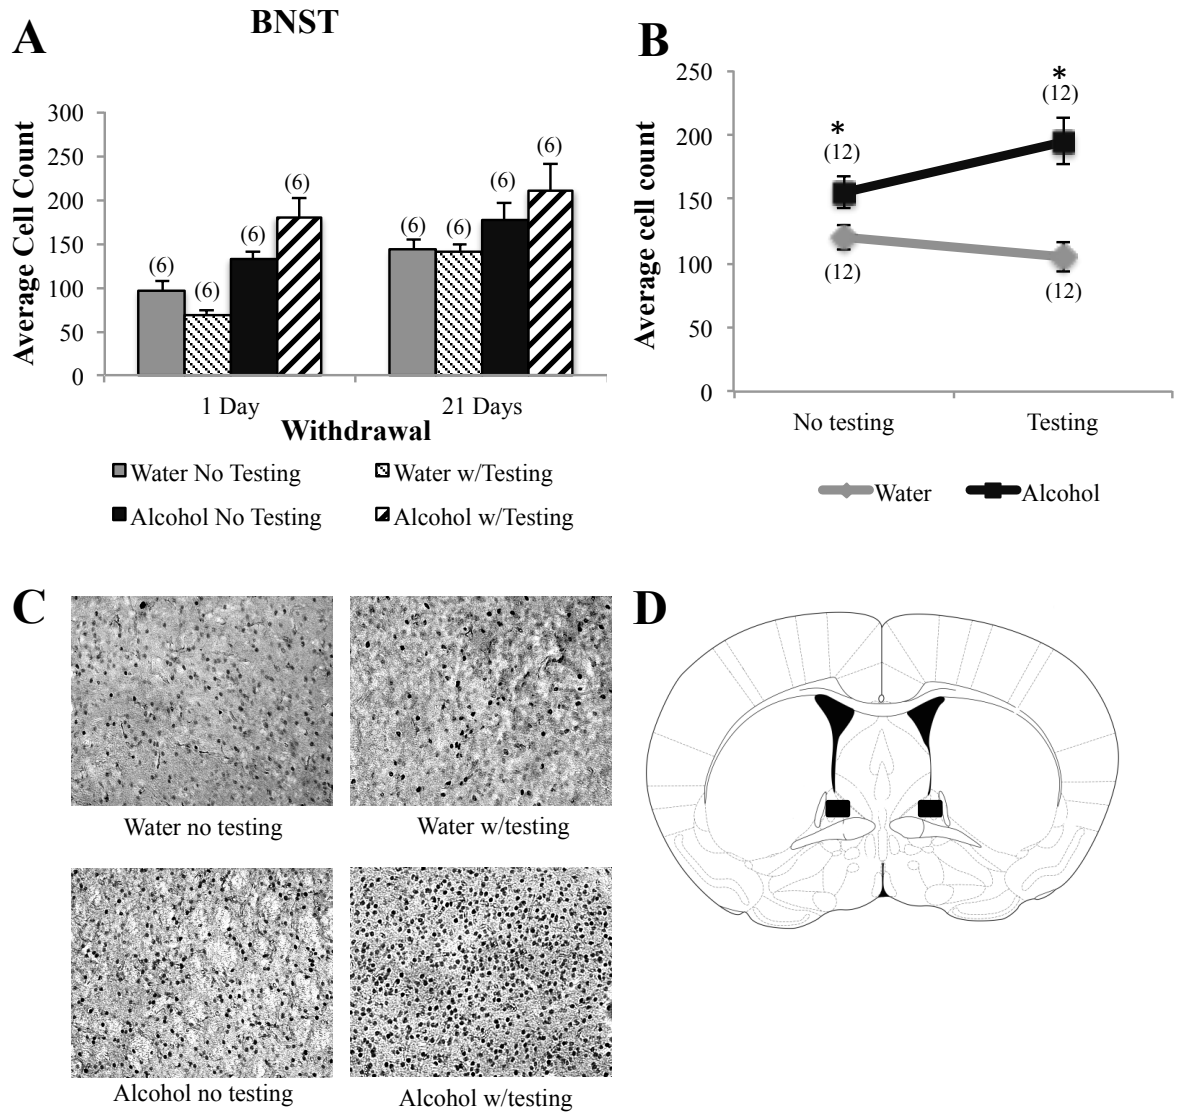 A
BNST
Average Cell Count
300
250
200
150
100
50
0
(6)
(6)
(6)
(6)
(6)
(6)
(6)
(6)
1 Day
21 Days
Withdrawal
Water No Testing
Water w/Testing
Alcohol No Testing
Alcohol w/Testing
B
Average cell count
250
200
150
100
50
0
*
(12)
*
(12)
(12)
(12)
No testing
Testing
Water
Alcohol
C
Water no testing
Water w/testing
Alcohol no testing
Alcohol w/testing
D